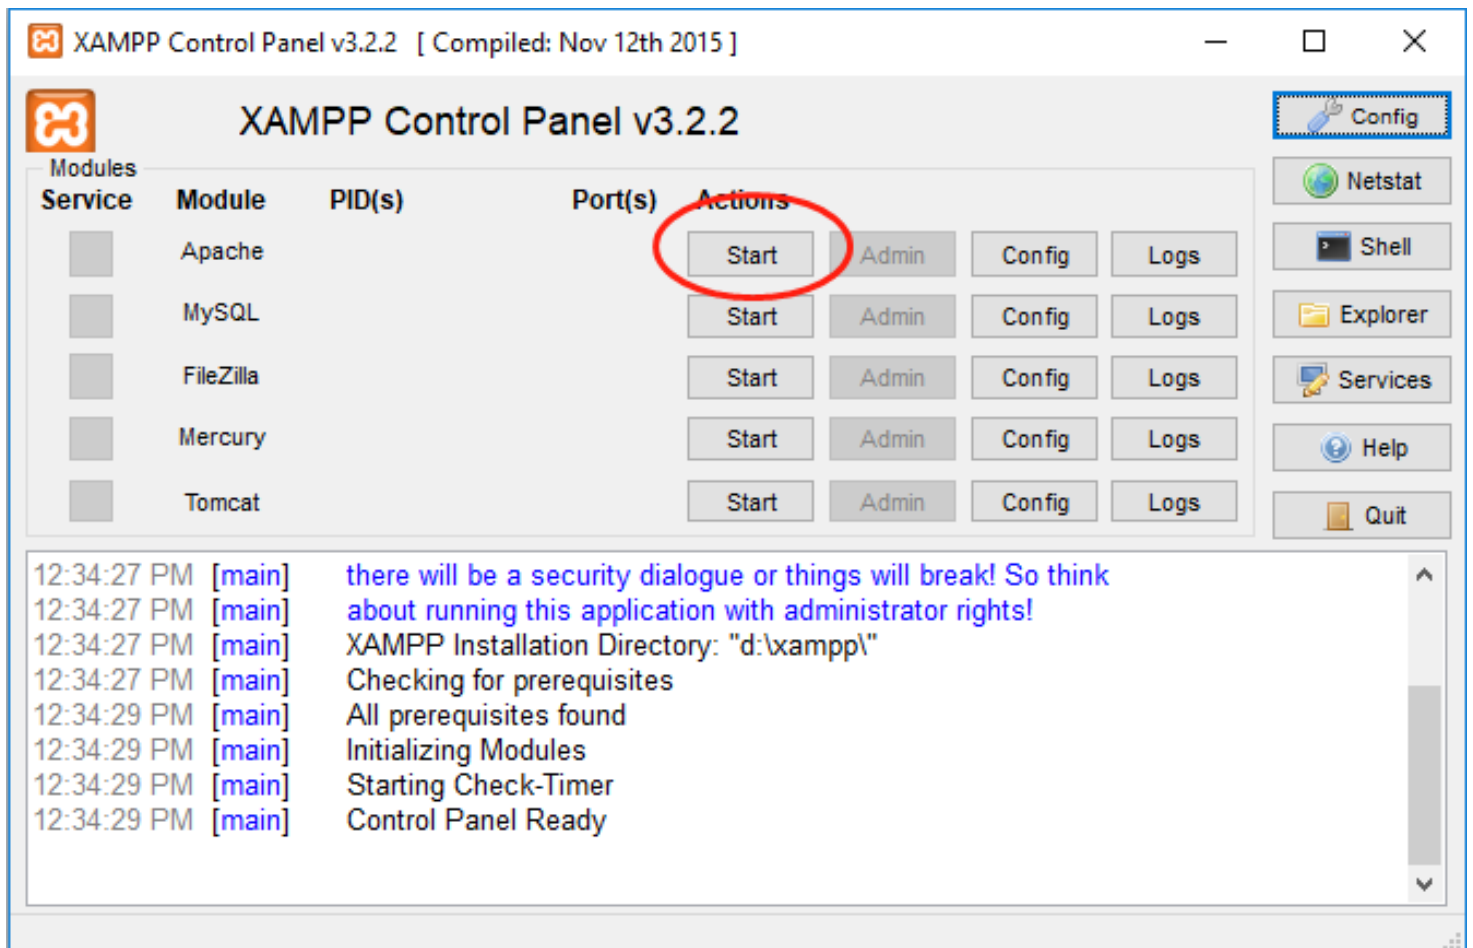 XAMPP Control Panel v3.2.2 [ Compiled: Nov 12th 2015 ]
XAMPP Control Panel v3.2.2
Config
Modules
Service Module PID(s) Port(s) Actions
Netstat
Apache Start Admin Config Logs
Shell
MySQL Start Admin Config Logs
Explorer
FileZilla Start Admin Config Logs
Services
Mercury Start Admin Config Logs
Help
Tomcat Start Admin Config Logs
Quit
12:34:27 PM [main] there will be a security dialogue or things will break! So think
12:34:27 PM [main] about running this application with administrator rights!
12:34:27 PM [main] XAMPP Installation Directory: "d:\xampp\"
12:34:27 PM [main] Checking for prerequisites
12:34:29 PM [main] All prerequisites found
12:34:29 PM [main] Initializing Modules
12:34:29 PM [main] Starting Check-Timer
12:34:29 PM [main] Control Panel Ready